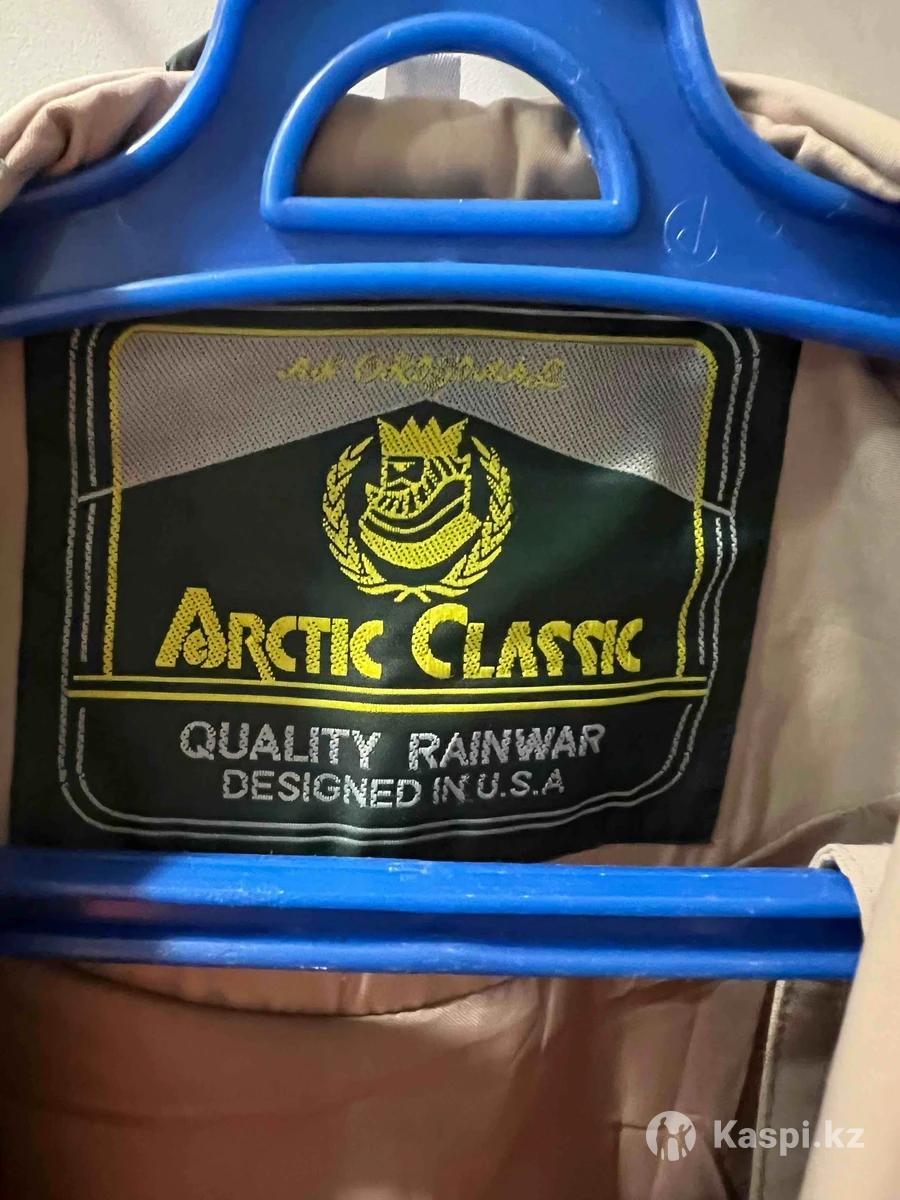 ARCTIC CLASSIC
QUALITY RAINWAR
DESIGNED IN U.S.A
Kaspi.kz